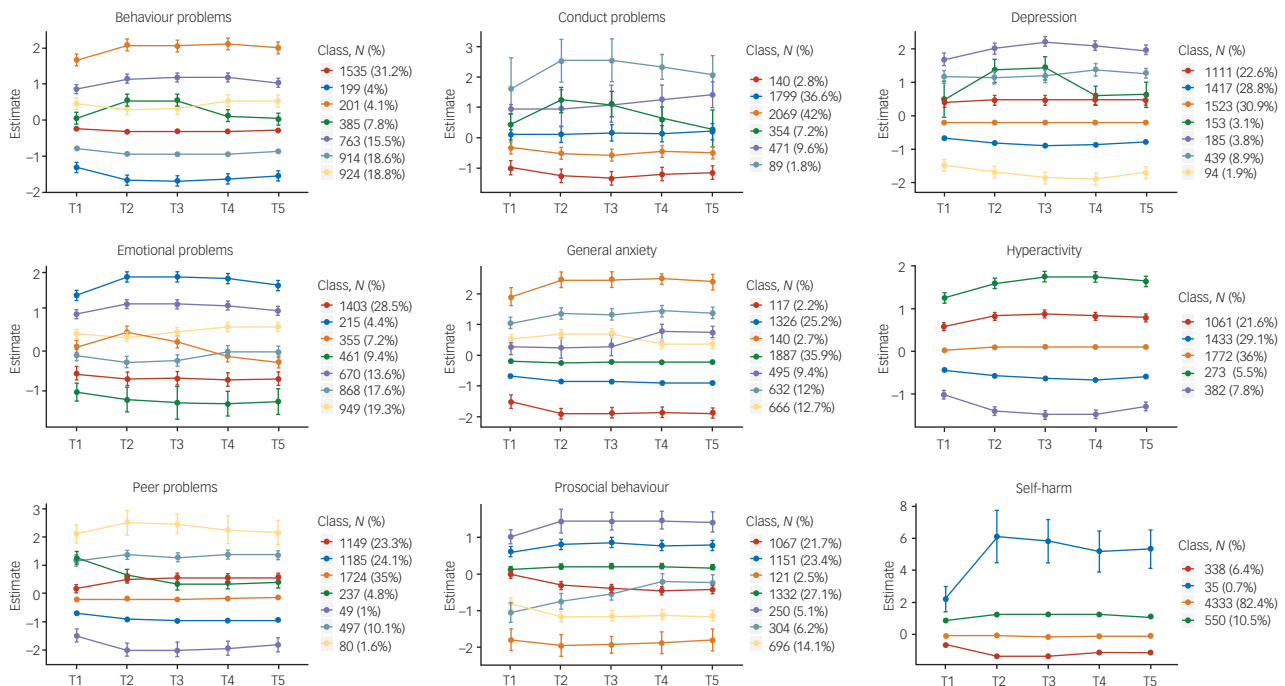 Behaviour problems
2
1
0
−1
−2
Estimate
T1 T2 T3 T4 T5
Class, N (%)
1535 (31.2%)
199 (4%)
201 (4.1%)
385 (7.8%)
763 (15.5%)
914 (18.6%)
924 (18.8%)
Conduct problems
3
2
1
0
−1
Estimate
T1 T2 T3 T4 T5
Class, N (%)
140 (2.8%)
1799 (36.6%)
2069 (42%)
354 (7.2%)
471 (9.6%)
89 (1.8%)
Depression
2
1
0
−1
−2
Estimate
T1 T2 T3 T4 T5
Class, N (%)
1111 (22.6%)
1417 (28.8%)
1523 (30.9%)
153 (3.1%)
185 (3.8%)
439 (8.9%)
94 (1.9%)
Emotional problems
2
1
0
−1
Estimate
T1 T2 T3 T4 T5
Class, N (%)
1403 (28.5%)
215 (4.4%)
355 (7.2%)
461 (9.4%)
670 (13.6%)
868 (17.6%)
949 (19.3%)
General anxiety
2
1
0
−1
−2
Estimate
T1 T2 T3 T4 T5
Class, N (%)
117 (2.2%)
1326 (25.2%)
140 (2.7%)
1887 (35.9%)
495 (9.4%)
632 (12%)
666 (12.7%)
Hyperactivity
2
1
0
−1
Estimate
T1 T2 T3 T4 T5
Class, N (%)
1061 (21.6%)
1433 (29.1%)
1772 (36%)
273 (5.5%)
382 (7.8%)
Peer problems
3
2
1
0
−1
−2
Estimate
T1 T2 T3 T4 T5
Class, N (%)
1149 (23.3%)
1185 (24.1%)
1724 (35%)
237 (4.8%)
49 (1%)
497 (10.1%)
80 (1.6%)
Prosocial behaviour
2
1
0
−1
−2
Estimate
T1 T2 T3 T4 T5
Class, N (%)
1067 (21.7%)
1151 (23.4%)
121 (2.5%)
1332 (27.1%)
250 (5.1%)
304 (6.2%)
696 (14.1%)
Self-harm
8
6
4
2
0
Estimate
T1 T2 T3 T4 T5
Class, N (%)
338 (6.4%)
35 (0.7%)
4333 (82.4%)
550 (10.5%)